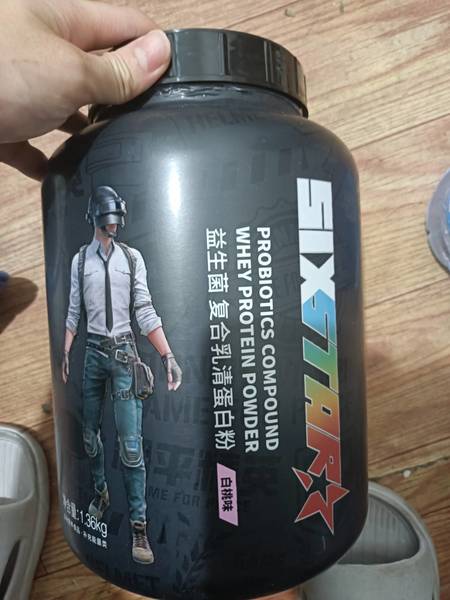 SIXSTAR
PROBIOTICS COMPOUND
WHEY PROTEIN POWDER
益生菌 复合乳清蛋白粉
白桃味
净含量:1.36kg